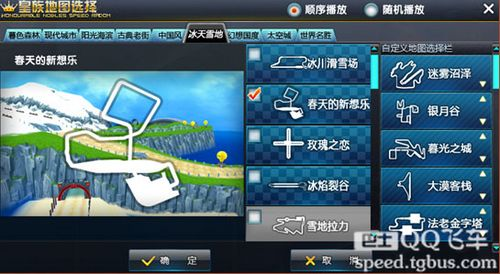 皇族地图选择
HONOURABLE NOBLES SPEED RADOM
顺序播放 随机播放
暮色森林 现代城市 阳光海滨 古典老街 中国风 冰天雪地 幻想国度 太空城 世界名胜
春天的新想乐
冰川滑雪场
春天的新想乐
玫瑰之恋
冰焰裂谷
雪地拉力
自定义地图选择栏
迷雾沼泽
银月谷
暮光之城
大漠客栈
法老金字塔
确 定
取 消
巴士 QQ飞车
speed.tgbus.com